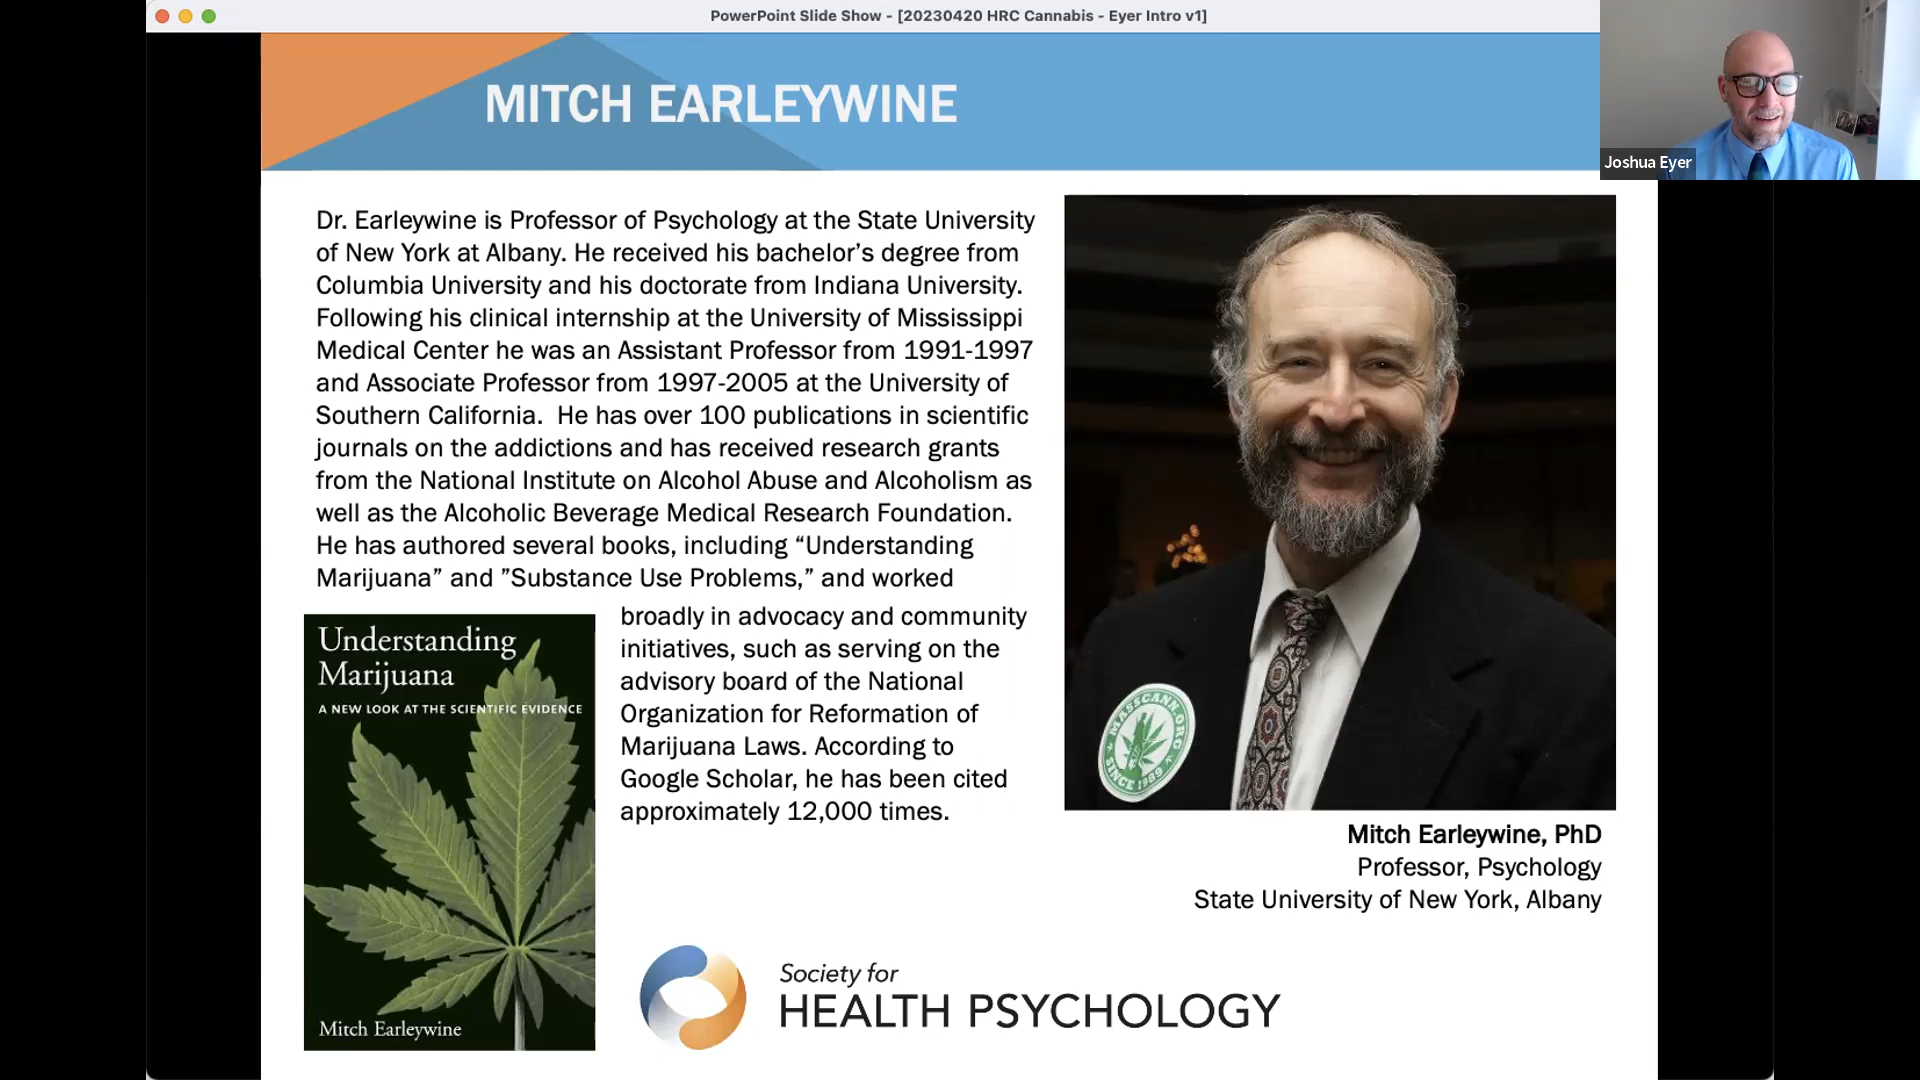 PowerPoint Slide Show - [20230420 HRC Cannabis - Eyer Intro v1]
MITCH EARLEYWINE
Joshua Eyer
Dr. Earleywine is Professor of Psychology at the State University
of New York at Albany. He received his bachelor’s degree from
Columbia University and his doctorate from Indiana University.
Following his clinical internship at the University of Mississippi
Medical Center he was an Assistant Professor from 1991-1997
and Associate Professor from 1997-2005 at the University of
Southern California.  He has over 100 publications in scientific
journals on the addictions and has received research grants
from the National Institute on Alcohol Abuse and Alcoholism as
well as the Alcoholic Beverage Medical Research Foundation.
He has authored several books, including “Understanding
Marijuana” and ”Substance Use Problems,” and worked
broadly in advocacy and community
initiatives, such as serving on the
advisory board of the National
Organization for Reformation of
Marijuana Laws. According to
Google Scholar, he has been cited
approximately 12,000 times.
Understanding
Marijuana
A NEW LOOK AT THE SCIENTIFIC EVIDENCE
Mitch Earleywine
MASSCANN.ORG
SINCE 1989
Mitch Earleywine, PhD
Professor, Psychology
State University of New York, Albany
Society for
HEALTH PSYCHOLOGY